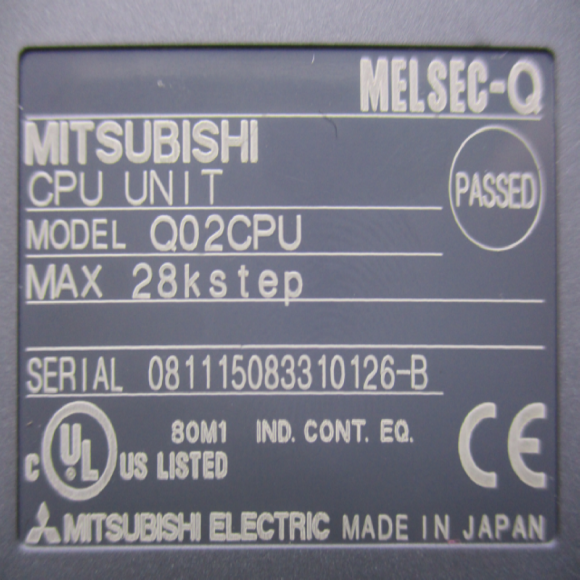 MELSEC-Q
MITSUBISHI
CPU UNIT
PASSED
MODEL Q02CPU
MAX 28kstep
SERIAL 081115083310126-B
C UL US LISTED
80M1 IND. CONT. EQ.
CE
MITSUBISHI ELECTRIC MADE IN JAPAN